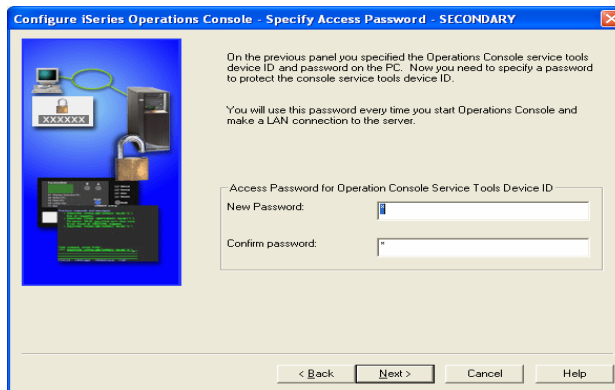 Configure iSeries Operations Console - Specify Access Password - SECONDARY
On the previous panel you specified the Operations Console service tools
device ID and password on the PC. Now you need to specify a password
to protect the console service tools device ID.
You will use this password every time you start Operations Console and
make a LAN connection to the server.
XXXXXX
Access Password for Operation Console Service Tools Device ID
New Password: *
Confirm password: *
< Back Next > Cancel Help